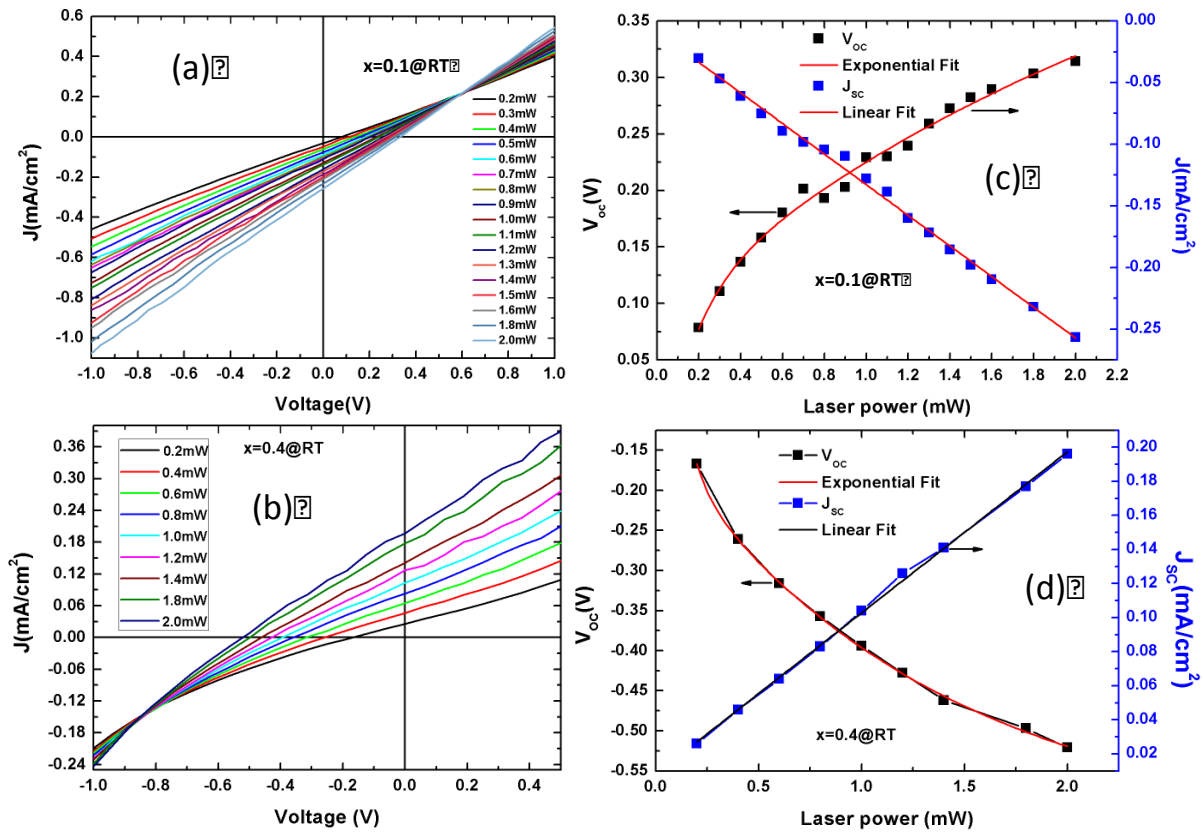 (a)⍰
x=0.1@RT⍰
J(mA/cm²)
0.6
0.4
0.2
0.0
-0.2
-0.4
-0.6
-0.8
-1.0
0.2mW
0.3mW
0.4mW
0.5mW
0.6mW
0.7mW
0.8mW
0.9mW
1.0mW
1.1mW
1.2mW
1.3mW
1.4mW
1.5mW
1.6mW
1.8mW
2.0mW
-1.0 -0.8 -0.6 -0.4 -0.2 0.0 0.2 0.4 0.6 0.8 1.0
Voltage(V)
(c)⍰
x=0.1@RT⍰
V_OC(V)
0.35
0.30
0.25
0.20
0.15
0.10
0.05
V_OC
Exponential Fit
J_SC
Linear Fit
J(mA/cm²)
0.00
-0.05
-0.10
-0.15
-0.20
-0.25
0.0 0.2 0.4 0.6 0.8 1.0 1.2 1.4 1.6 1.8 2.0 2.2
Laser power (mW)
(b)⍰
x=0.4@RT
J(mA/cm²)
0.36
0.30
0.24
0.18
0.12
0.06
0.00
-0.06
-0.12
-0.18
-0.24
0.2mW
0.4mW
0.6mW
0.8mW
1.0mW
1.2mW
1.4mW
1.8mW
2.0mW
-1.0 -0.8 -0.6 -0.4 -0.2 0.0 0.2 0.4
Voltage (V)
(d)⍰
x=0.4@RT
V_OC(V)
-0.15
-0.20
-0.25
-0.30
-0.35
-0.40
-0.45
-0.50
-0.55
V_OC
Exponential Fit
J_SC
Linear Fit
J_SC(mA/cm²)
0.20
0.18
0.16
0.14
0.12
0.10
0.08
0.06
0.04
0.02
0.0 0.5 1.0 1.5 2.0
Laser power (mW)